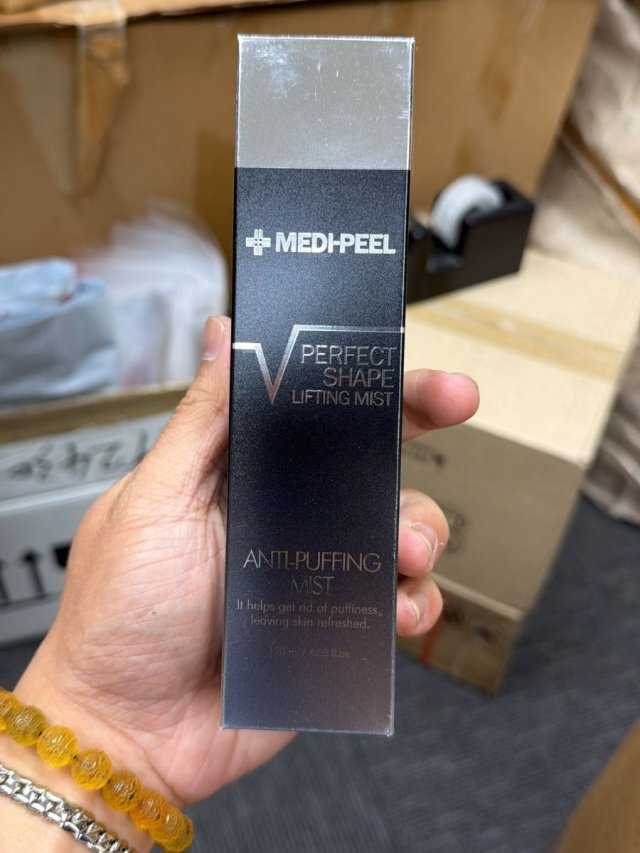 MEDI-PEEL
PERFECT
SHAPE
LIFTING MIST
ANTI-PUFFING
MIST
It helps get rid of puffiness,
leaving skin refreshed.